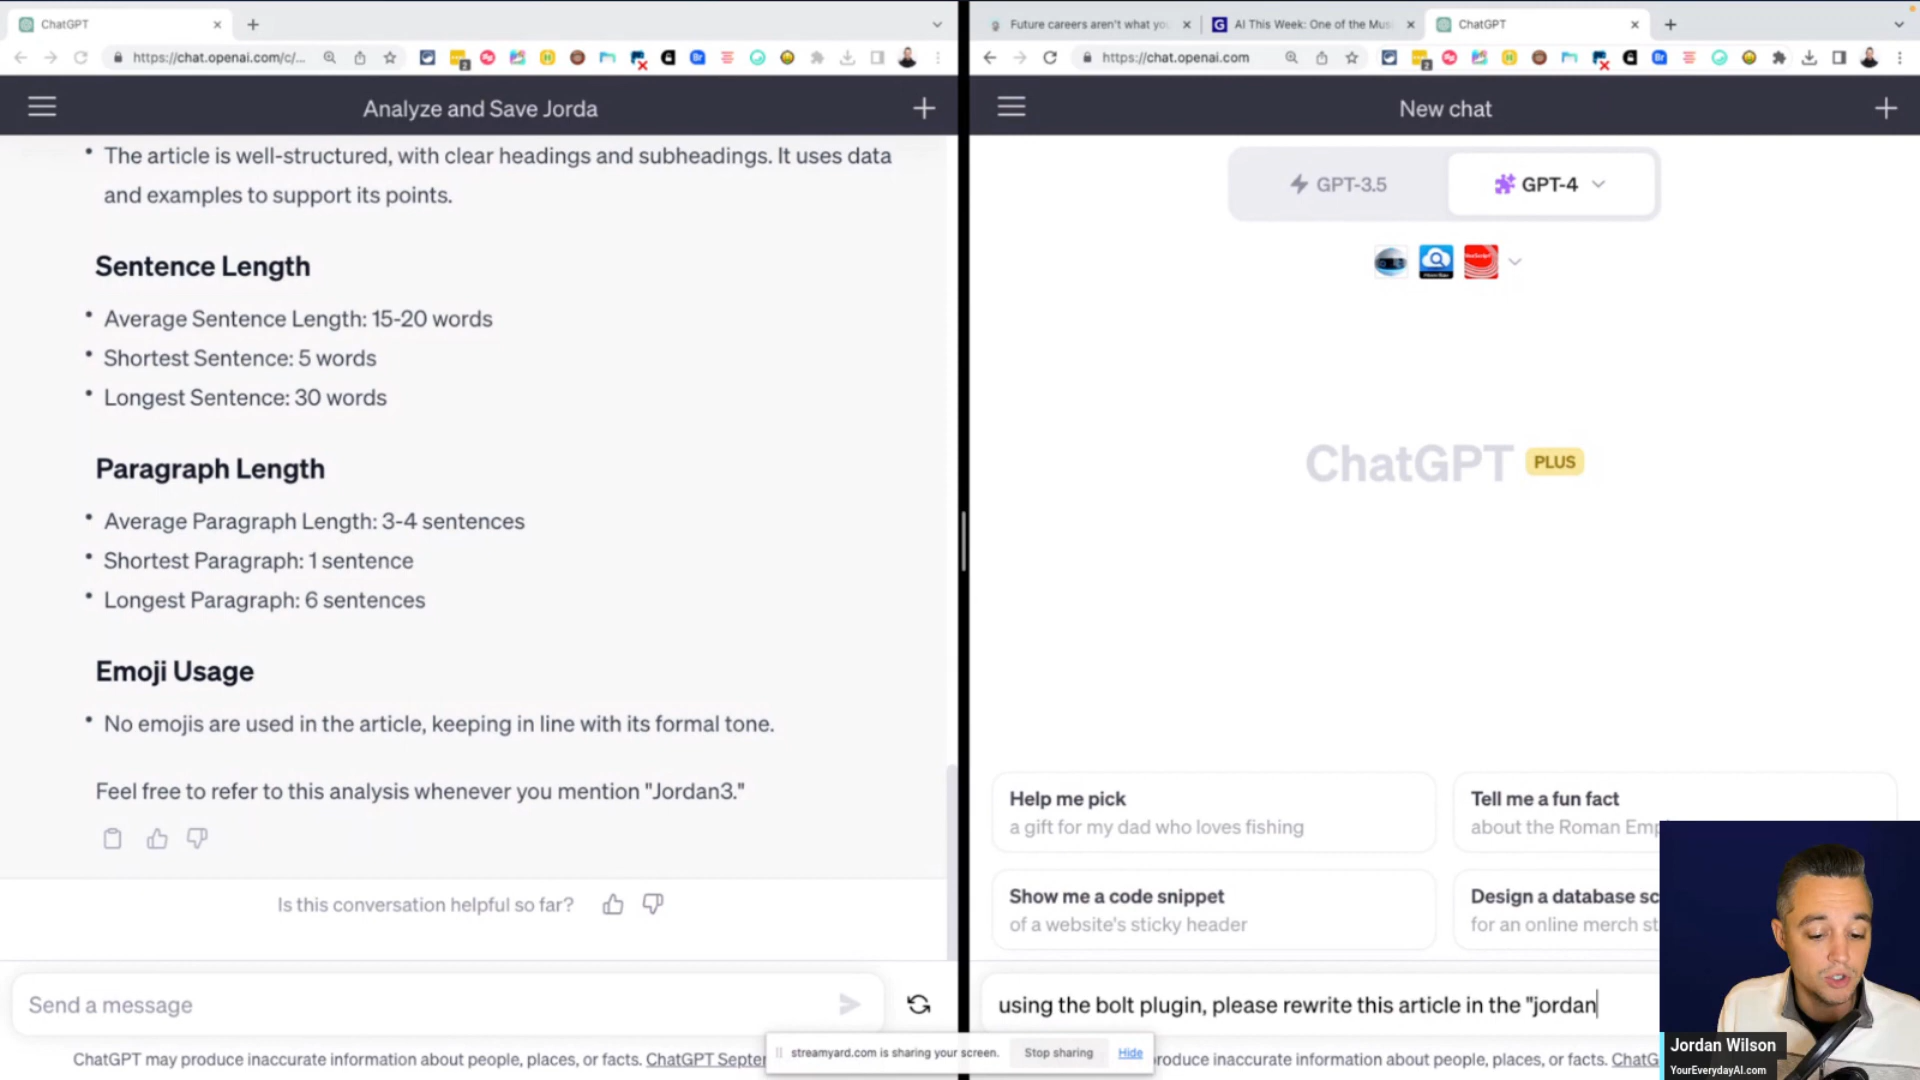 ChatGPT
https://chat.openai.com/c/...
Analyze and Save Jorda
The article is well-structured, with clear headings and subheadings. It uses data
and examples to support its points.
Sentence Length
Average Sentence Length: 15-20 words
Shortest Sentence: 5 words
Longest Sentence: 30 words
Paragraph Length
Average Paragraph Length: 3-4 sentences
Shortest Paragraph: 1 sentence
Longest Paragraph: 6 sentences
Emoji Usage
No emojis are used in the article, keeping in line with its formal tone.
Feel free to refer to this analysis whenever you mention "Jordan3."
Is this conversation helpful so far?
Send a message
ChatGPT may produce inaccurate information about people, places, or facts. ChatGPT Septer
Future careers aren't what yo
AI This Week: One of the Mus
ChatGPT
https://chat.openai.com
New chat
GPT-3.5
GPT-4
ChatGPT PLUS
Help me pick
a gift for my dad who loves fishing
Tell me a fun fact
about the Roman Emp
Show me a code snippet
of a website's sticky header
Design a database sc
for an online merch st
using the bolt plugin, please rewrite this article in the "jordan
streamyard.com is sharing your screen.
Stop sharing
Hide
produce inaccurate information about people, places, or facts. ChatG
Jordan Wilson
YourEverydayAI.com